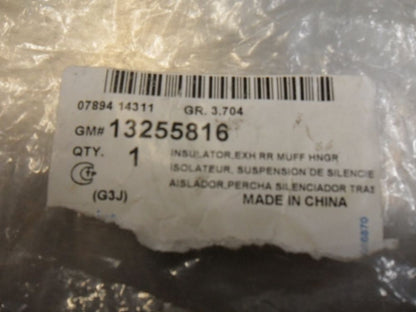 07894 14311 GR. 3.704
GM# 13255816
QTY. 1 INSULATOR,EXH RR MUFF HNGR
ISOLATEUR, SUSPENSION DE SILENCIE
AISLADOR,PERCHA SILENCIADOR TRAS
(G3J) MADE IN CHINA